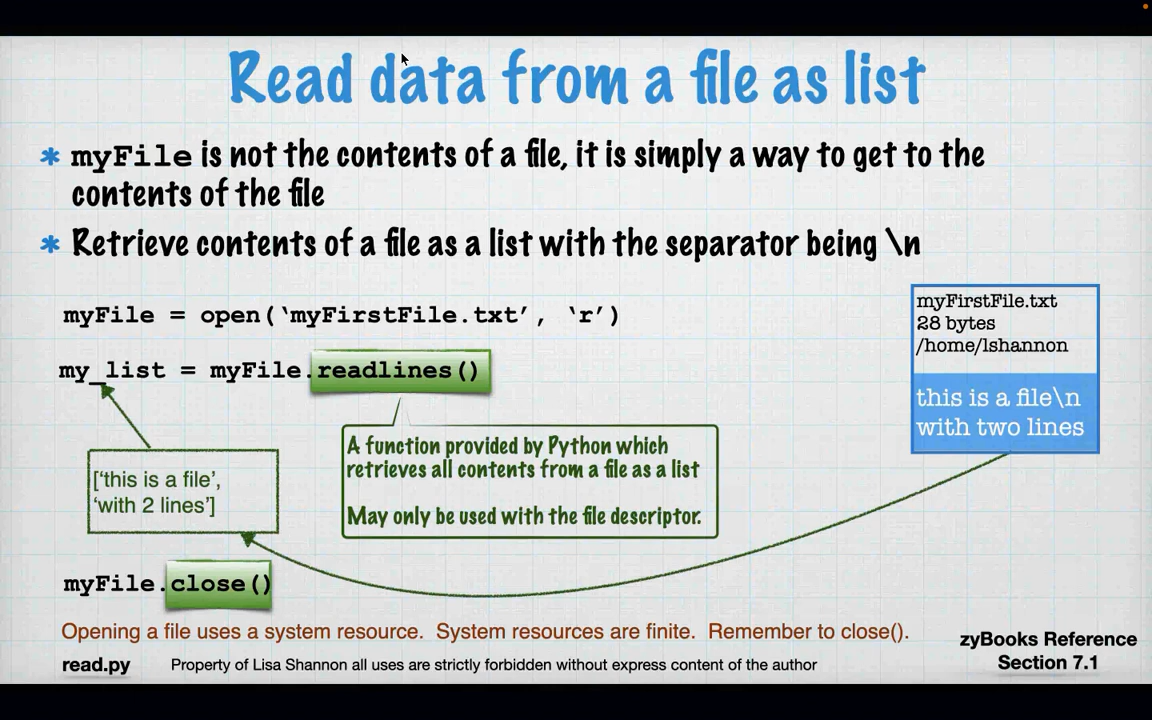 Read data from a file as list
* myFile is not the contents of a file, it is simply a way to get to the
contents of the file
* Retrieve contents of a file as a list with the separator being \n
myFile = open(‘myFirstFile.txt’, ‘r’)
my_list = myFile.readlines()
myFirstFile.txt
28 bytes
/home/lshannon
this is a file\n
with two lines
A function provided by Python which
retrieves all contents from a file as a list
May only be used with the file descriptor.
[‘this is a file’,
‘with 2 lines’]
myFile.close()
Opening a file uses a system resource.  System resources are finite.  Remember to close().
read.py
Property of Lisa Shannon all uses are strictly forbidden without express content of the author
zyBooks Reference
Section 7.1